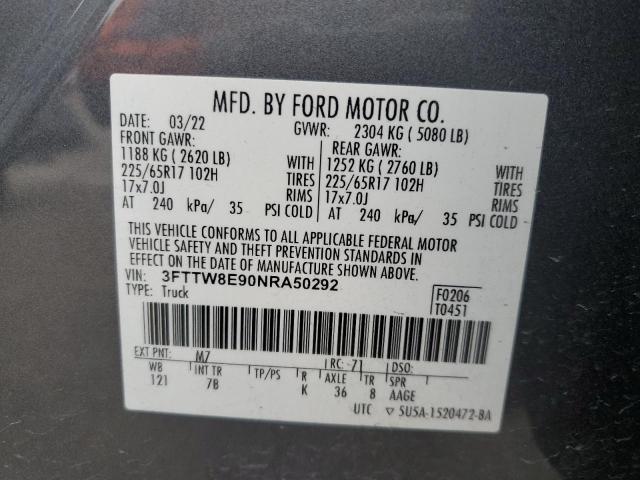 MFD. BY FORD MOTOR CO.
DATE: 03/22 GVWR: 2304 KG ( 5080 LB)
FRONT GAWR: REAR GAWR:
1188 KG ( 2620 LB) WITH 1252 KG ( 2760 LB) WITH
225/65R17 102H TIRES 225/65R17 102H TIRES
17x7.0J RIMS 17x7.0J RIMS
AT 240 kPa/ 35 PSI COLD AT 240 kPa/ 35 PSI COLD
THIS VEHICLE CONFORMS TO ALL APPLICABLE FEDERAL MOTOR
VEHICLE SAFETY AND THEFT PREVENTION STANDARDS IN
EFFECT ON THE DATE OF MANUFACTURE SHOWN ABOVE.
VIN: 3FTTW8E90NRA50292
TYPE: Truck F0206
T0451
EXT PNT: M7 RC: 71 DSO:
WB INT TR TP/PS R AXLE TR SPR
121 7B K 36 8 AAGE
UTC ▽ 5U5A-1520472-BA